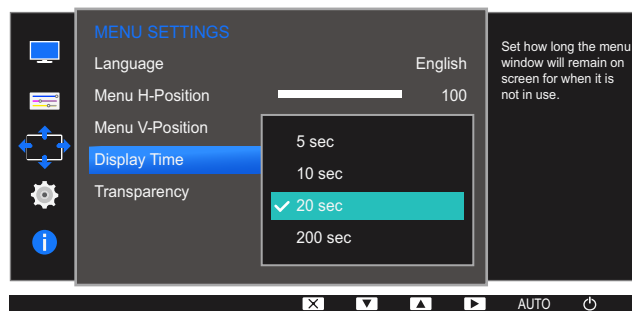 MENU SETTINGS
Language English
Menu H-Position 100
Menu V-Position
Display Time
Transparency
5 sec
10 sec
20 sec
200 sec
Set how long the menu
window will remain on
screen for when it is
not in use.
AUTO